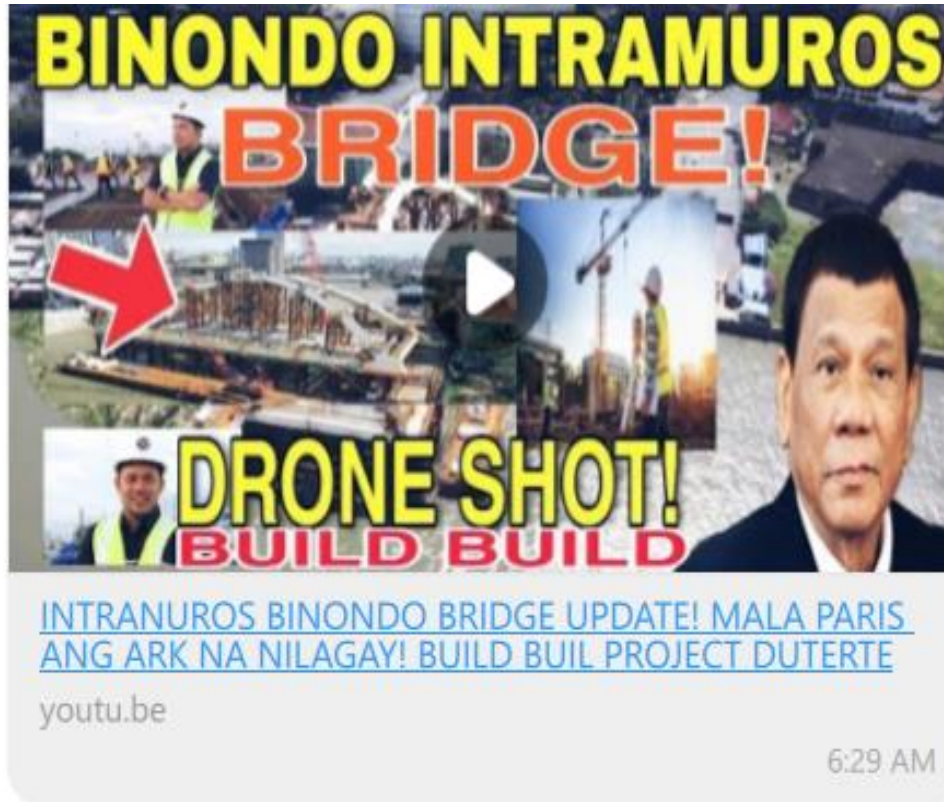 BINONDO INTRAMUROS
BRIDGE!
DRONE SHOT!
BUILD BUILD
INTRANUROS BINONDO BRIDGE UPDATE! MALA PARIS
ANG ARK NA NILAGAY! BUILD BUIL PROJECT DUTERTE
youtu.be
6:29 AM